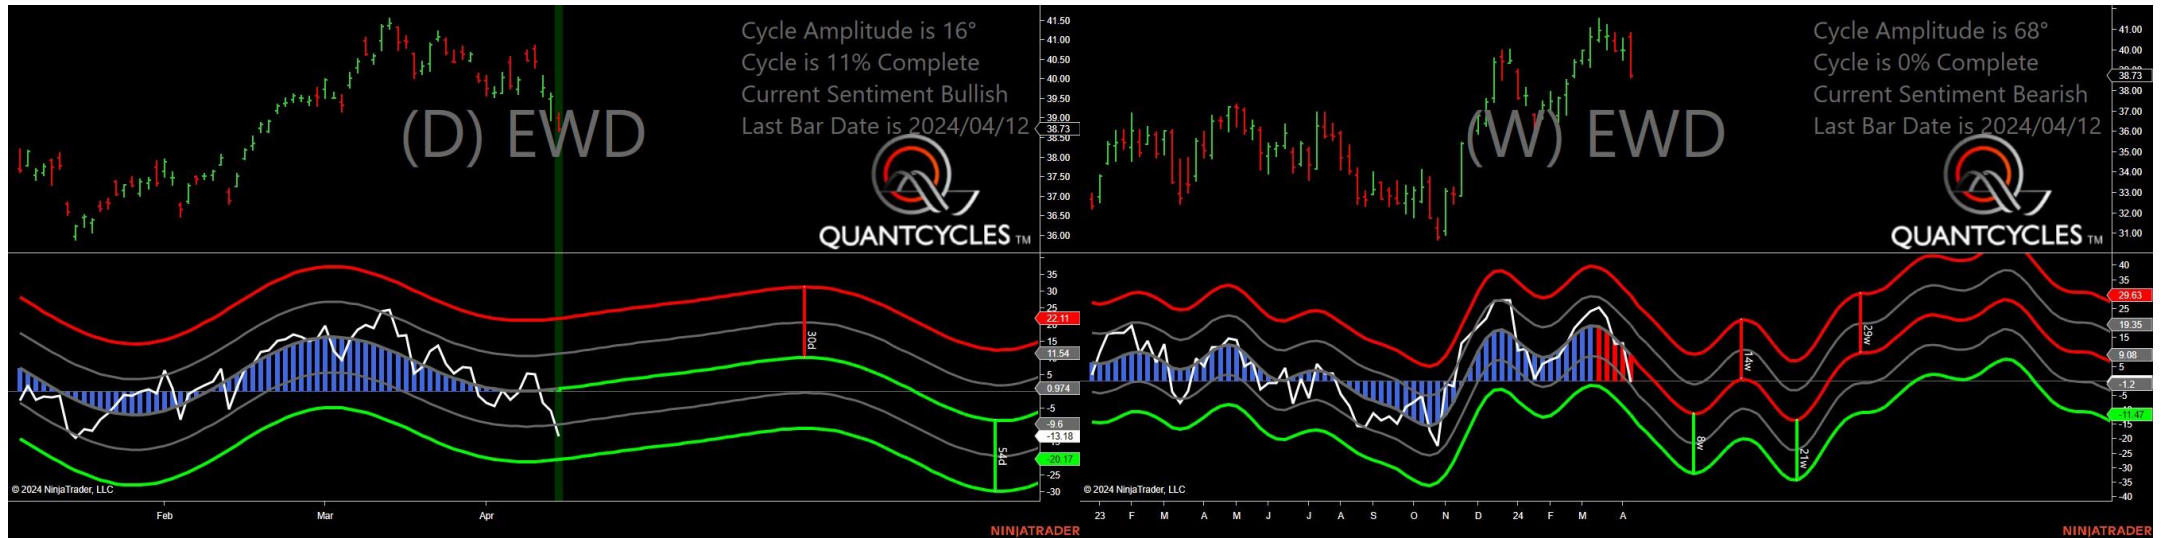 Cycle Amplitude is 16°
Cycle is 11% Complete
Current Sentiment Bullish
Last Bar Date is 2024/04/12
(D) EWD
QUANTCYCLES TM
41.50
41.00
40.50
40.00
39.50
39.00
38.73
38.50
38.00
37.50
37.00
36.50
36.00
35
30
25
22.11
15
11.54
5
0.974
-5
-9.6
-13.18
-20.17
-25
-30
30d
54d
© 2024 NinjaTrader, LLC
Feb
Mar
Apr
NINJATRADER
Cycle Amplitude is 68°
Cycle is 0% Complete
Current Sentiment Bearish
Last Bar Date is 2024/04/12
(W) EWD
QUANTCYCLES TM
41.00
40.00
38.73
38.00
37.00
36.00
35.00
34.00
33.00
32.00
31.00
40
35
29.63
25
19.35
15
9.08
5
-1.2
-5
-11.47
-15
-20
-25
-30
-35
-40
8w
14w
21w
29w
© 2024 NinjaTrader, LLC
23 F M A M J J A S O N D 24 F M A
NINJATRADER